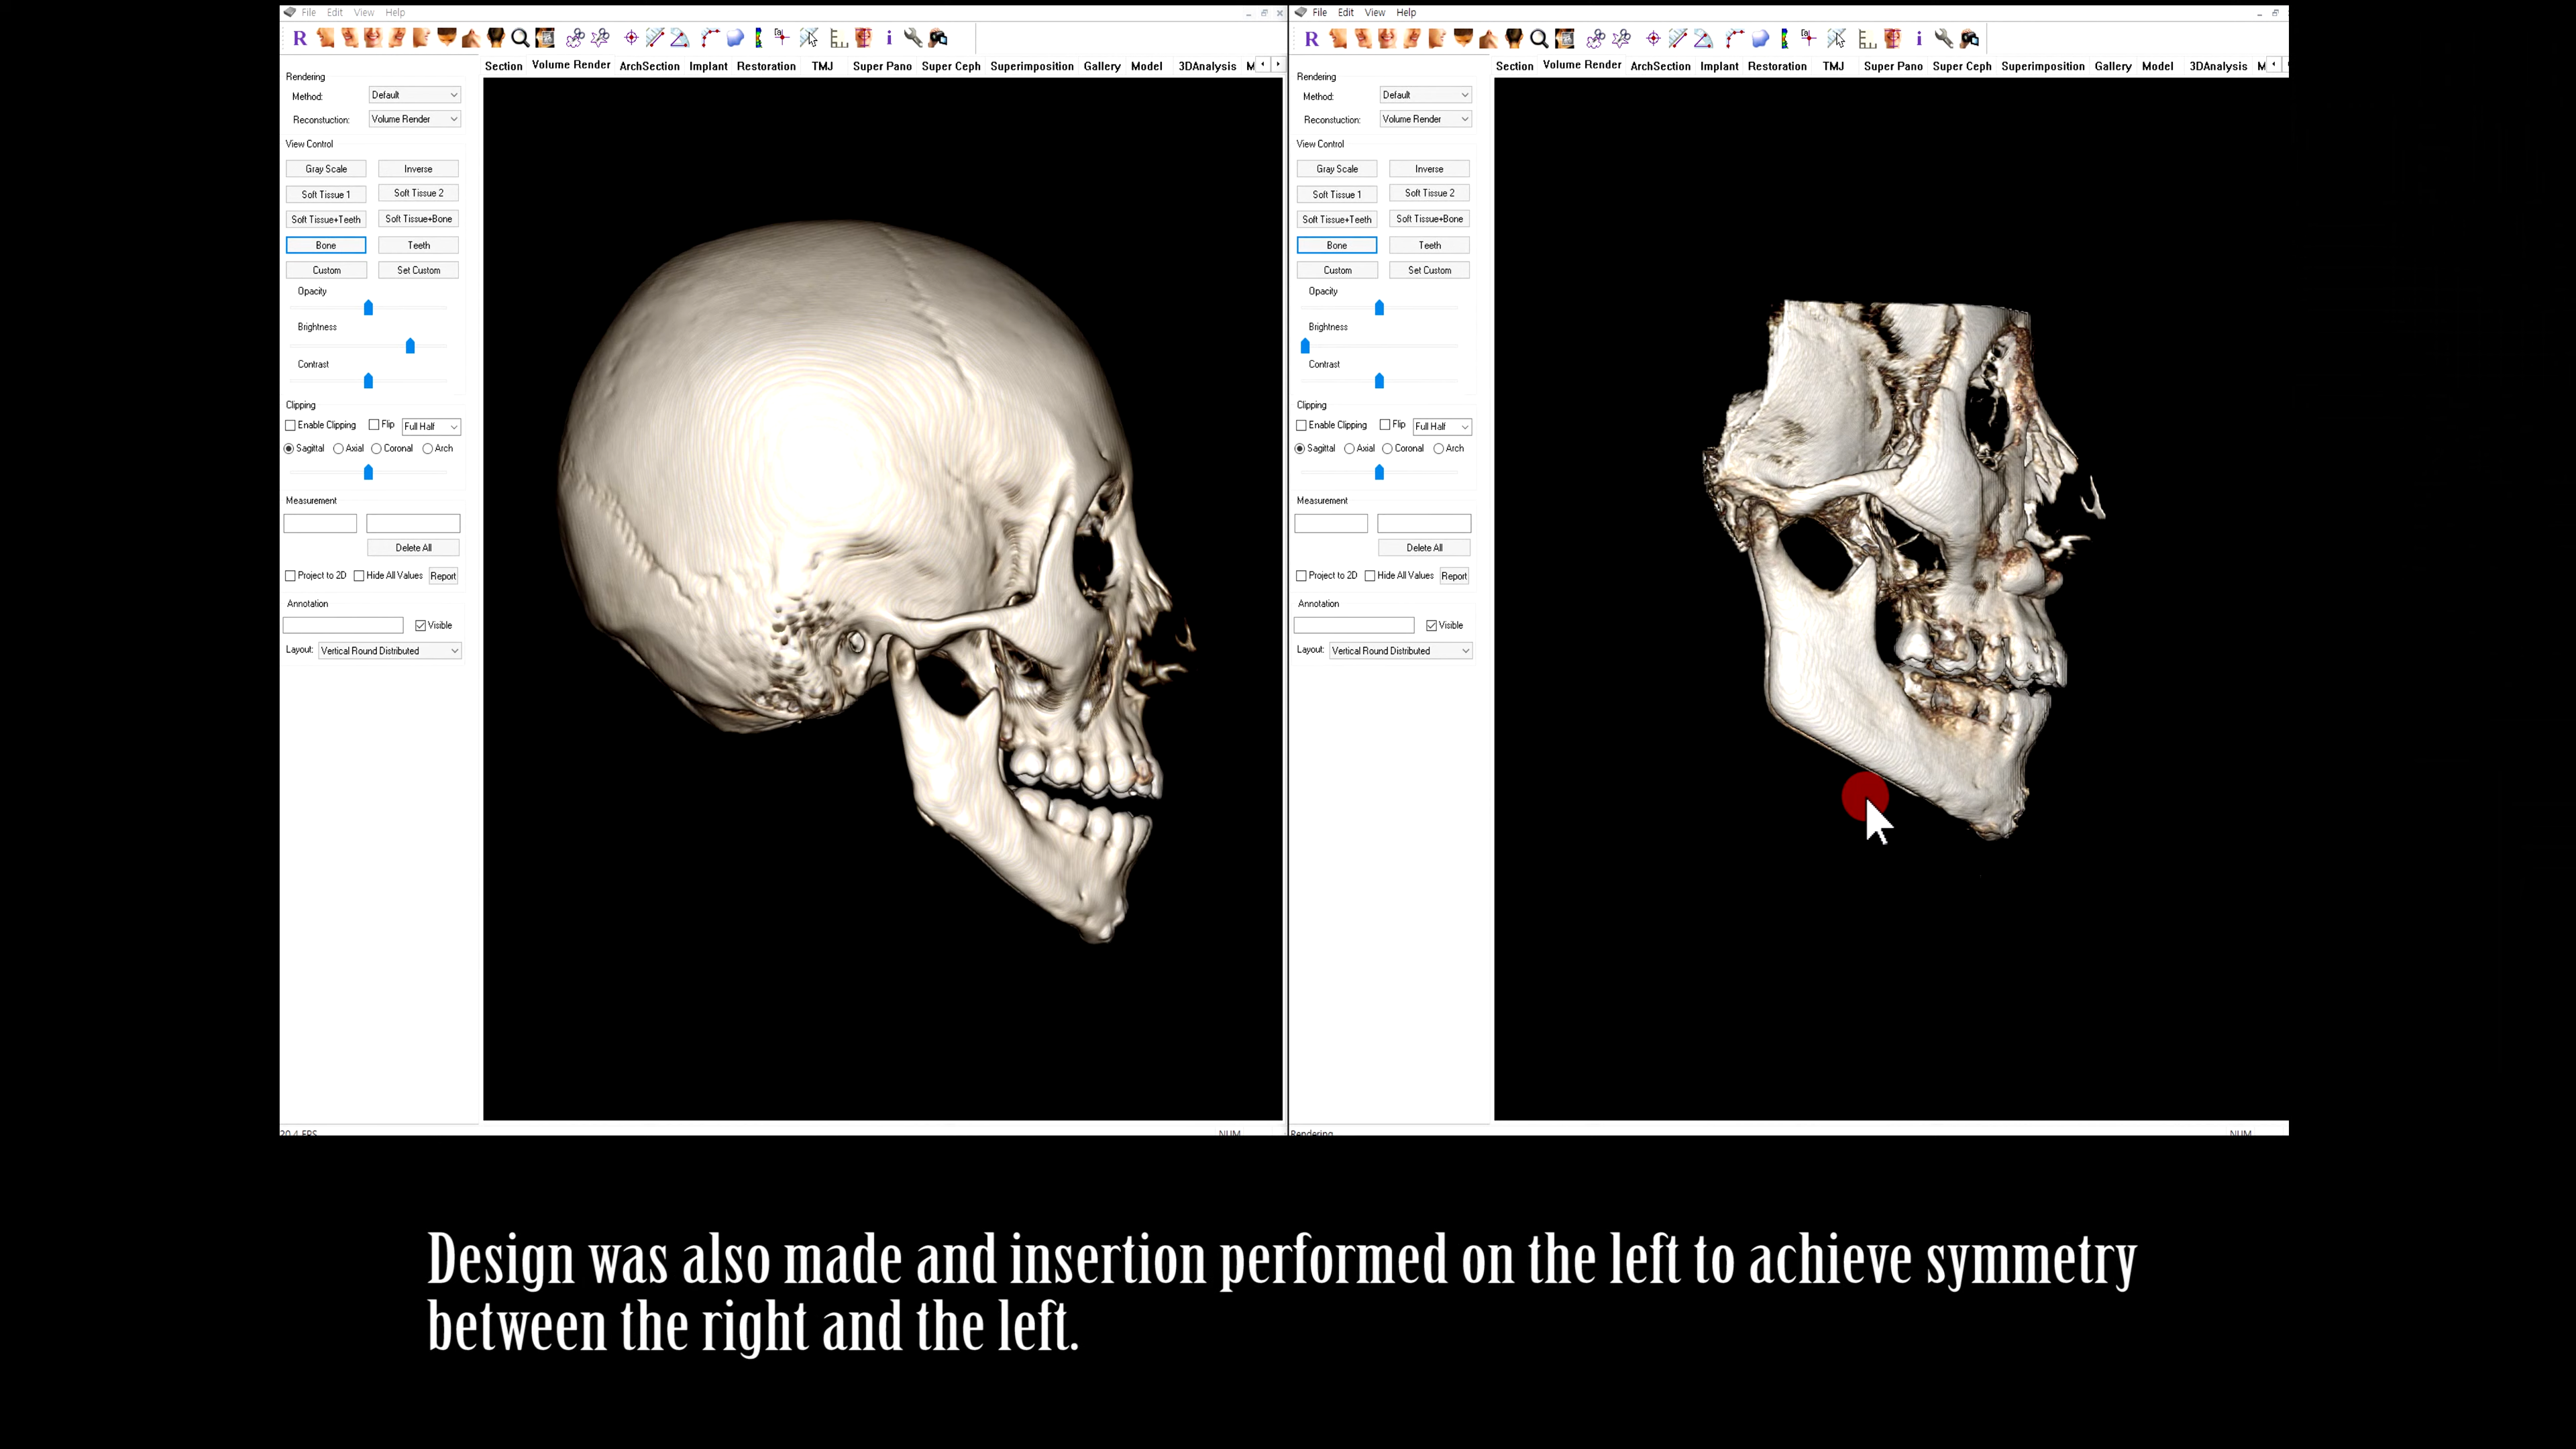 File Edit View Help
Section Volume Render ArchSection Implant Restoration TMJ Super Pano Super Ceph Superimposition Gallery Model 3DAnalysis M
Rendering
Method: Default
Reconstuction: Volume Render
View Control
Gray Scale Inverse
Soft Tissue 1 Soft Tissue 2
Soft Tissue+Teeth Soft Tissue+Bone
Bone Teeth
Custom Set Custom
Opacity
Brightness
Contrast
Clipping
Enable Clipping Flip Full Half
Sagittal Axial Coronal Arch
Measurement
Delete All
Project to 2D Hide All Values Report
Annotation
Visible
Layout: Vertical Round Distributed
20.4 FPS NUM
File Edit View Help
Section Volume Render ArchSection Implant Restoration TMJ Super Pano Super Ceph Superimposition Gallery Model 3DAnalysis M
Rendering
Method: Default
Reconstuction: Volume Render
View Control
Gray Scale Inverse
Soft Tissue 1 Soft Tissue 2
Soft Tissue+Teeth Soft Tissue+Bone
Bone Teeth
Custom Set Custom
Opacity
Brightness
Contrast
Clipping
Enable Clipping Flip Full Half
Sagittal Axial Coronal Arch
Measurement
Delete All
Project to 2D Hide All Values Report
Annotation
Visible
Layout: Vertical Round Distributed
Rendering NUM
Design was also made and insertion performed on the left to achieve symmetry
between the right and the left.